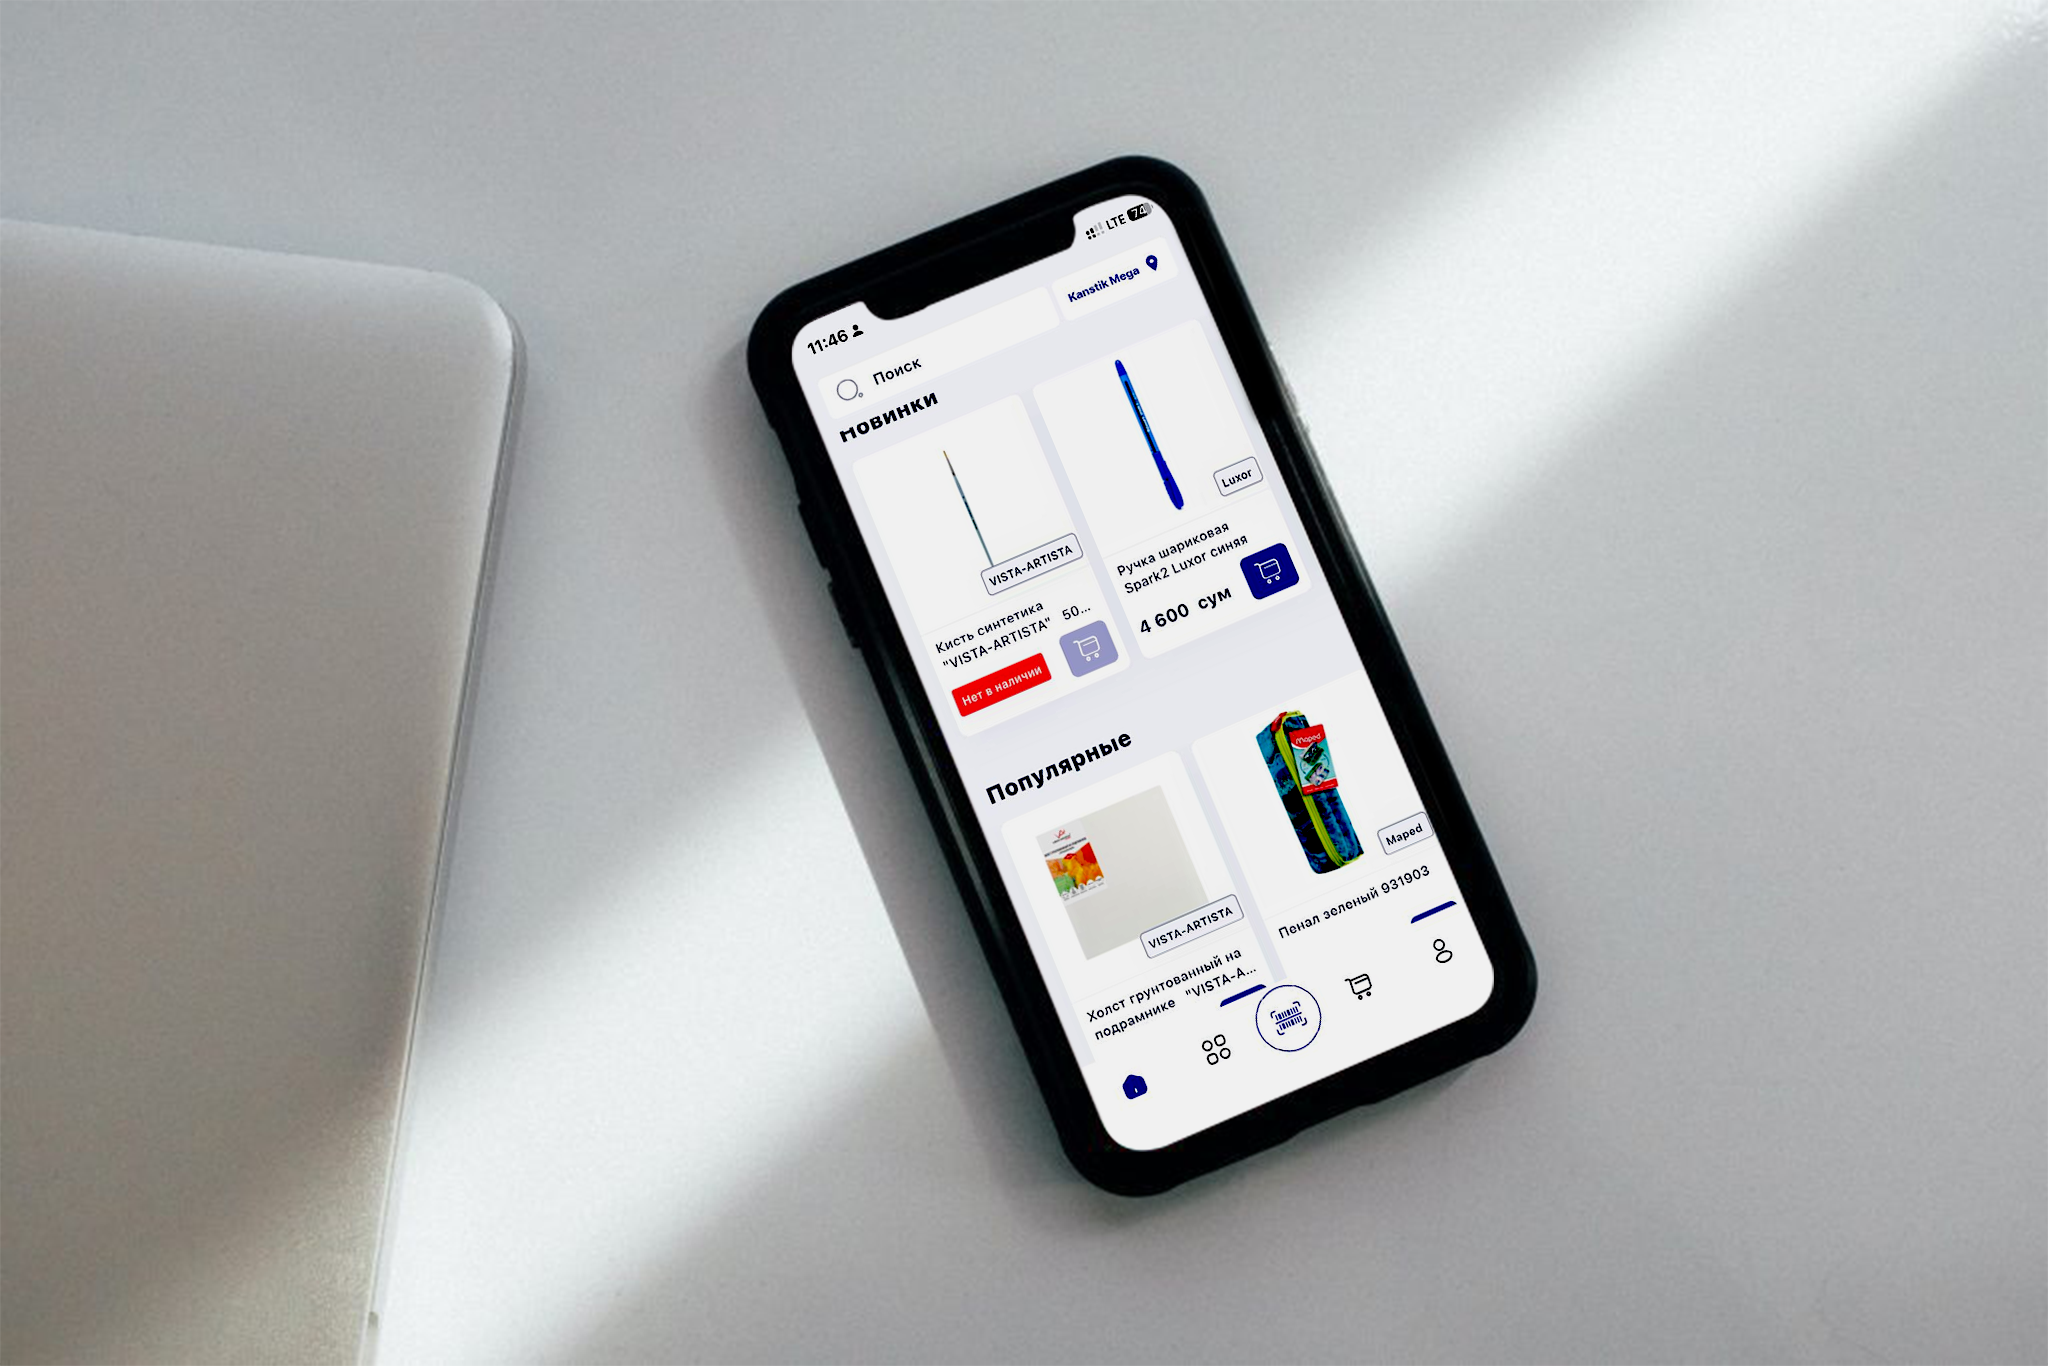 11:46
LTE 74
Kanstik Mega
Поиск
Новинки
VISTA-ARTISTA
Кисть синтетика
"VISTA-ARTISTA" 50...
Нет в наличии
Luxor
Ручка шариковая
Spark2 Luxor синяя
4 600 сум
Популярные
VISTA-ARTISTA
Холст грунтованный на
подрамнике "VISTA-A...
maped
Maped
Пенал зеленый 931903